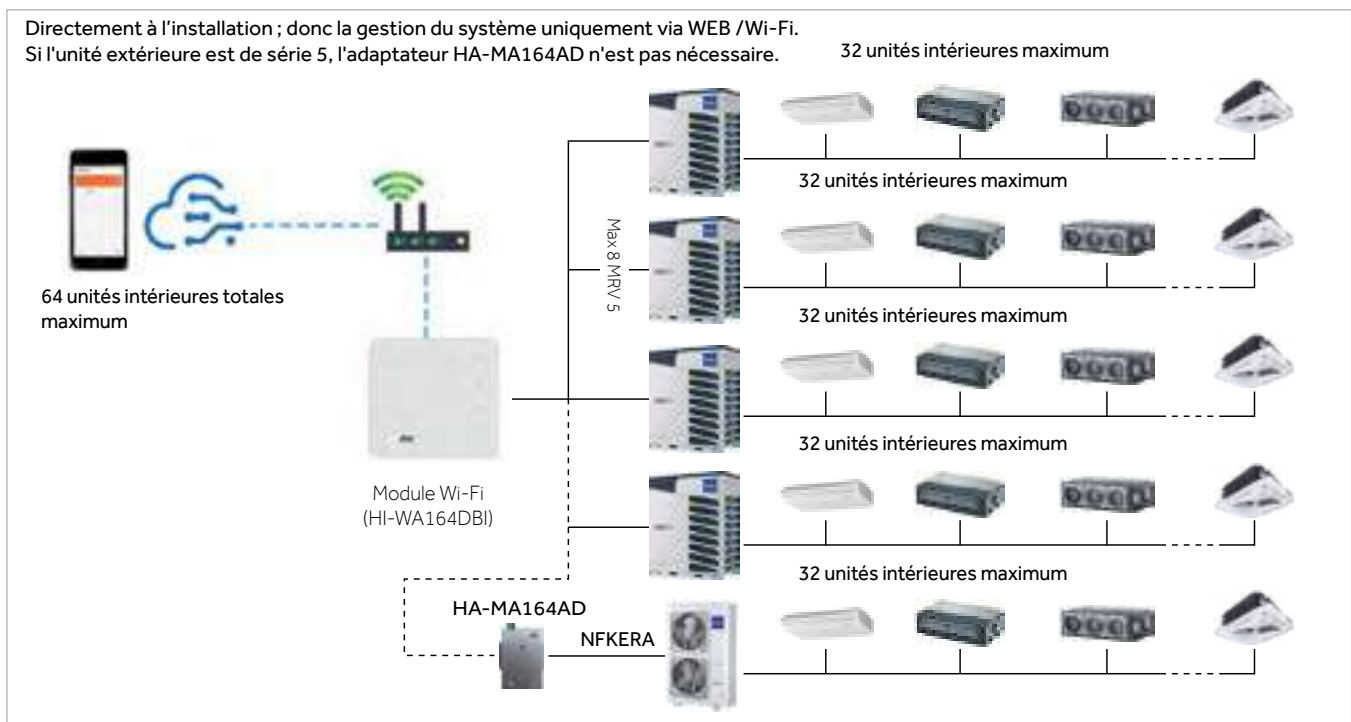 Directement à l'installation ; donc la gestion du système uniquement via WEB /Wi-Fi.
Si l'unité extérieure est de série 5, l'adaptateur HA-MA164AD n'est pas nécessaire.
32 unités intérieures maximum
32 unités intérieures maximum
Max 8 MRV 5
64 unités intérieures totales
maximum
32 unités intérieures maximum
32 unités intérieures maximum
Module Wi-Fi
(HI-WA164DBI)
32 unités intérieures maximum
HA-MA164AD
NFKERA